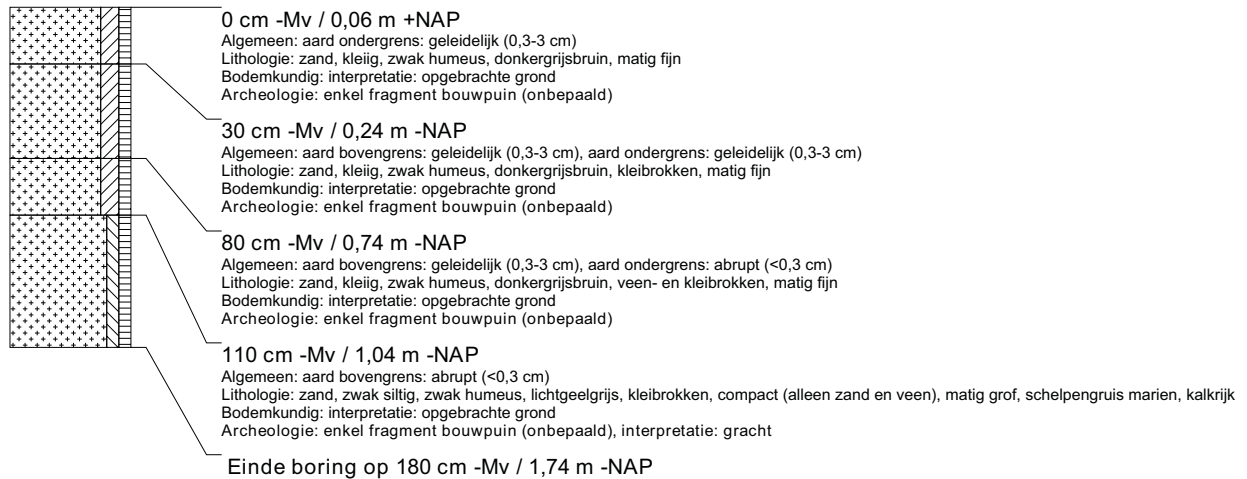 0 cm -Mv / 0,06 m +NAP
Algemeen: aard ondergrens: geleidelijk (0,3-3 cm)
Lithologie: zand, kleiig, zwak humeus, donkergrijsbruin, matig fijn
Bodemkundig: interpretatie: opgebrachte grond
Archeologie: enkel fragment bouwpuin (onbepaald)
30 cm -Mv / 0,24 m -NAP
Algemeen: aard bovengrens: geleidelijk (0,3-3 cm), aard ondergrens: geleidelijk (0,3-3 cm)
Lithologie: zand, kleiig, zwak humeus, donkergrijsbruin, kleibrokken, matig fijn
Bodemkundig: interpretatie: opgebrachte grond
Archeologie: enkel fragment bouwpuin (onbepaald)
80 cm -Mv / 0,74 m -NAP
Algemeen: aard bovengrens: geleidelijk (0,3-3 cm), aard ondergrens: abrupt (<0,3 cm)
Lithologie: zand, kleiig, zwak humeus, donkergrijsbruin, veen- en kleibrokken, matig fijn
Bodemkundig: interpretatie: opgebrachte grond
Archeologie: enkel fragment bouwpuin (onbepaald)
110 cm -Mv / 1,04 m -NAP
Algemeen: aard bovengrens: abrupt (<0,3 cm)
Lithologie: zand, zwak siltig, zwak humeus, lichtgeelgrijs, kleibrokken, compact (alleen zand en veen), matig grof, schelpengruis marien, kalkrijk
Bodemkundig: interpretatie: opgebrachte grond
Archeologie: enkel fragment bouwpuin (onbepaald), interpretatie: gracht
Einde boring op 180 cm -Mv / 1,74 m -NAP